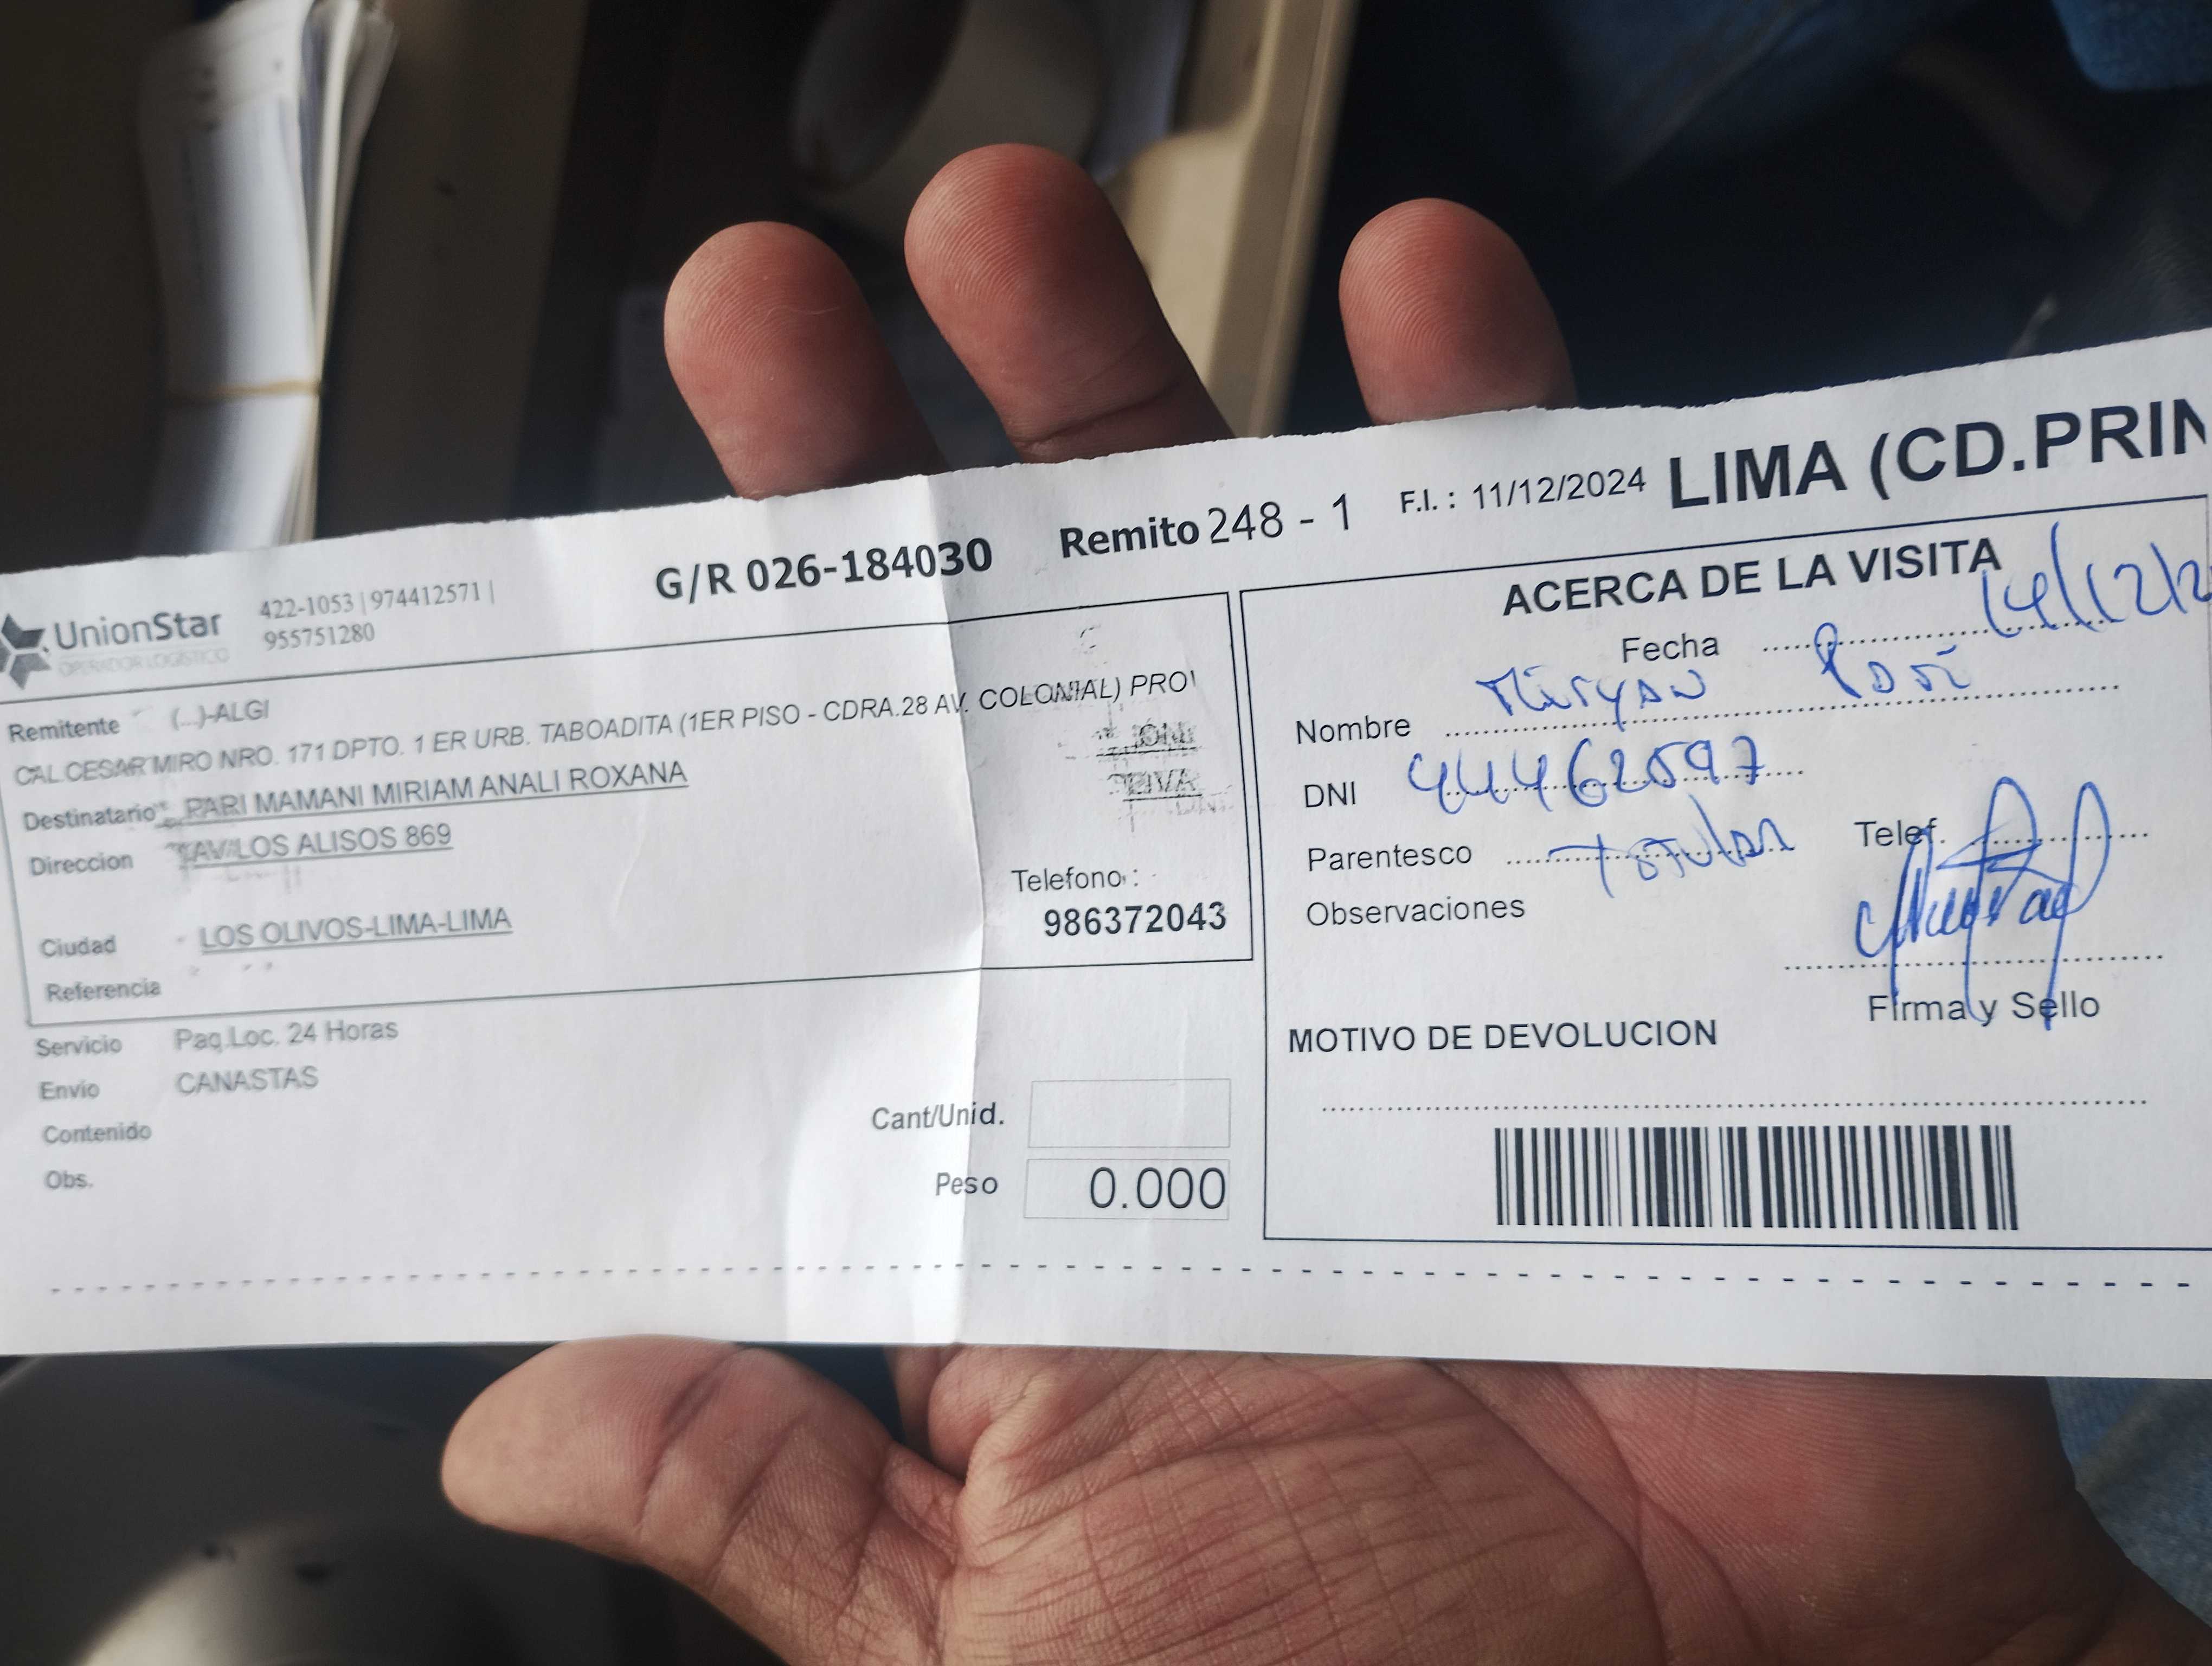 UnionStar
OPERADOR LOGISTICO
422-1053 | 974412571 |
955751280
G/R 026-184030
Remito 248 - 1
F.I. : 11/12/2024
LIMA (CD.PRIN
Remitente (...)-ALGI
CAL CESAR MIRO NRO. 171 DPTO. 1 ER URB. TABOADITA (1ER PISO - CDRA.28 AV. COLONIAL) PROV
Destinatario PARI MAMANI MIRIAM ANALI ROXANA
Direccion AV LOS ALISOS 869
Ciudad LOS OLIVOS-LIMA-LIMA
Telefono :
986372043
Referencia
Servicio Paq.Loc. 24 Horas
Envio CANASTAS
Contenido
Obs.
Cant/Unid.
Peso 0.000
ACERCA DE LA VISITA
Fecha 14/12/2
Nombre Miryan
DNI 44462597
Parentesco Titular
Telef.
Observaciones
Firma y Sello
MOTIVO DE DEVOLUCION